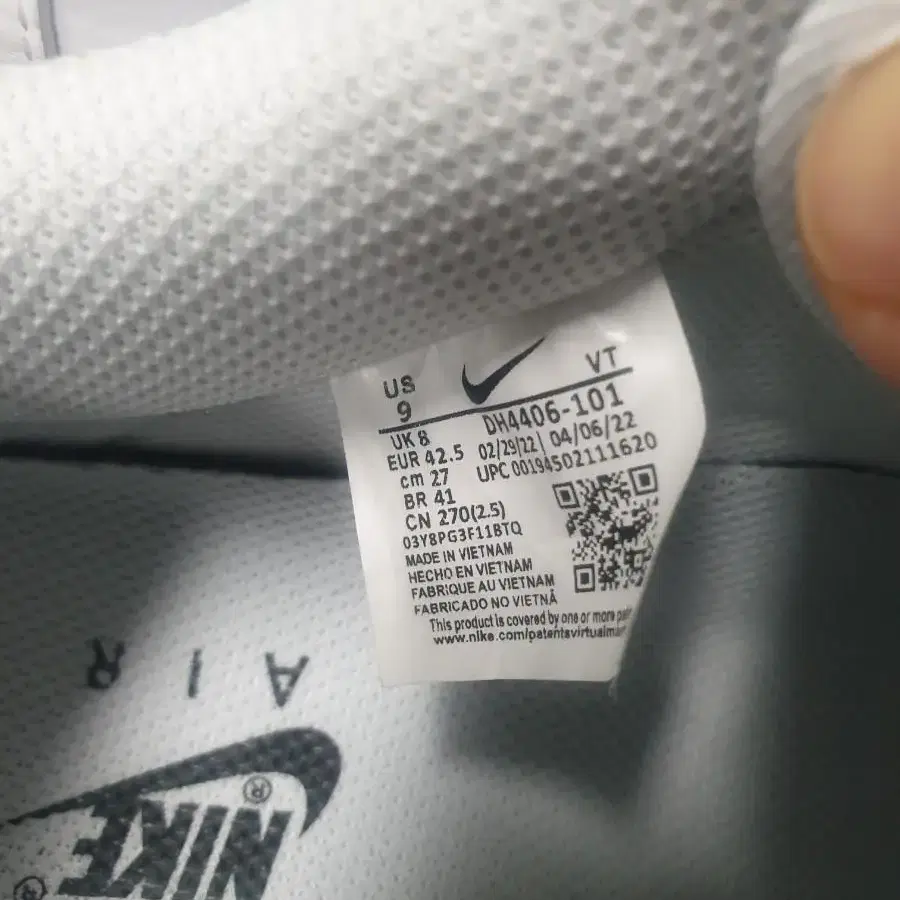 US
9
VT
UK 8
DH4406-101
EUR 42.5
02/29/22 | 04/06/22
cm 27
UPC 00194502111620
BR 41
CN 270(2.5)
03Y8PG3F11BTQ
MADE IN VIETNAM
HECHO EN VIETNAM
FABRIQUE AU VIETNAM
FABRICADO NO VIETNÃ
This product is covered by one or more
www.nike.com/patentsvirtualmar
AIR
NIKE